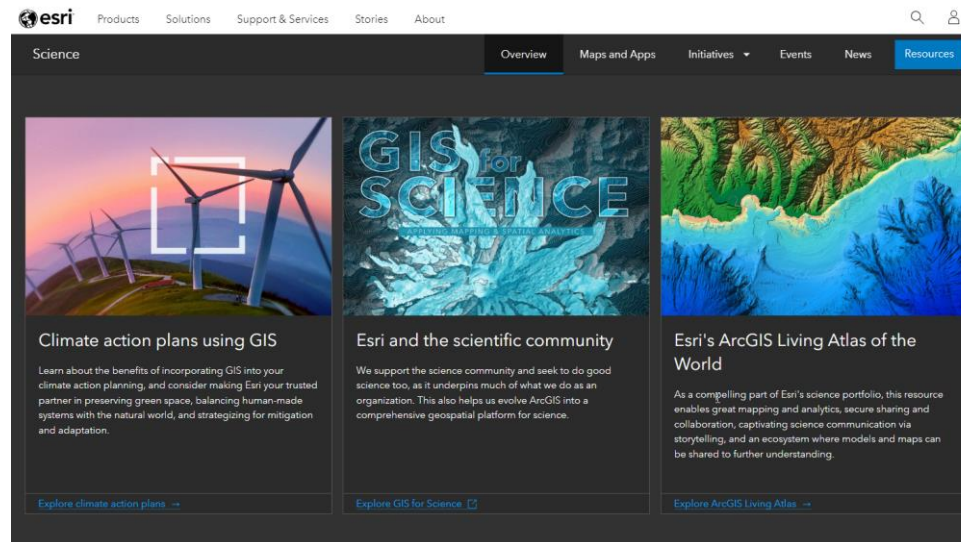 esri Products Solutions Support & Services Stories About
Science Overview Maps and Apps Initiatives Events News Resources
GIS for
SCIENCE
APPLYING MAPPING & SPATIAL ANALYTICS
Climate action plans using GIS
Learn about the benefits of incorporating GIS into your
climate action planning, and consider making Esri your trusted
partner in preserving green space, balancing human-made
systems with the natural world, and strategizing for mitigation
and adaptation.
Explore climate action plans →
Esri and the scientific community
We support the science community and seek to do good
science too, as it underpins much of what we do as an
organization. This also helps us evolve ArcGIS into a
comprehensive geospatial platform for science.
Explore GIS for Science
Esri's ArcGIS Living Atlas of the
World
As a compelling part of Esri's science portfolio, this resource
enables great mapping and analytics, secure sharing and
collaboration, captivating science communication via
storytelling, and an ecosystem where models and maps can
be shared to further understanding.
Explore ArcGIS Living Atlas →